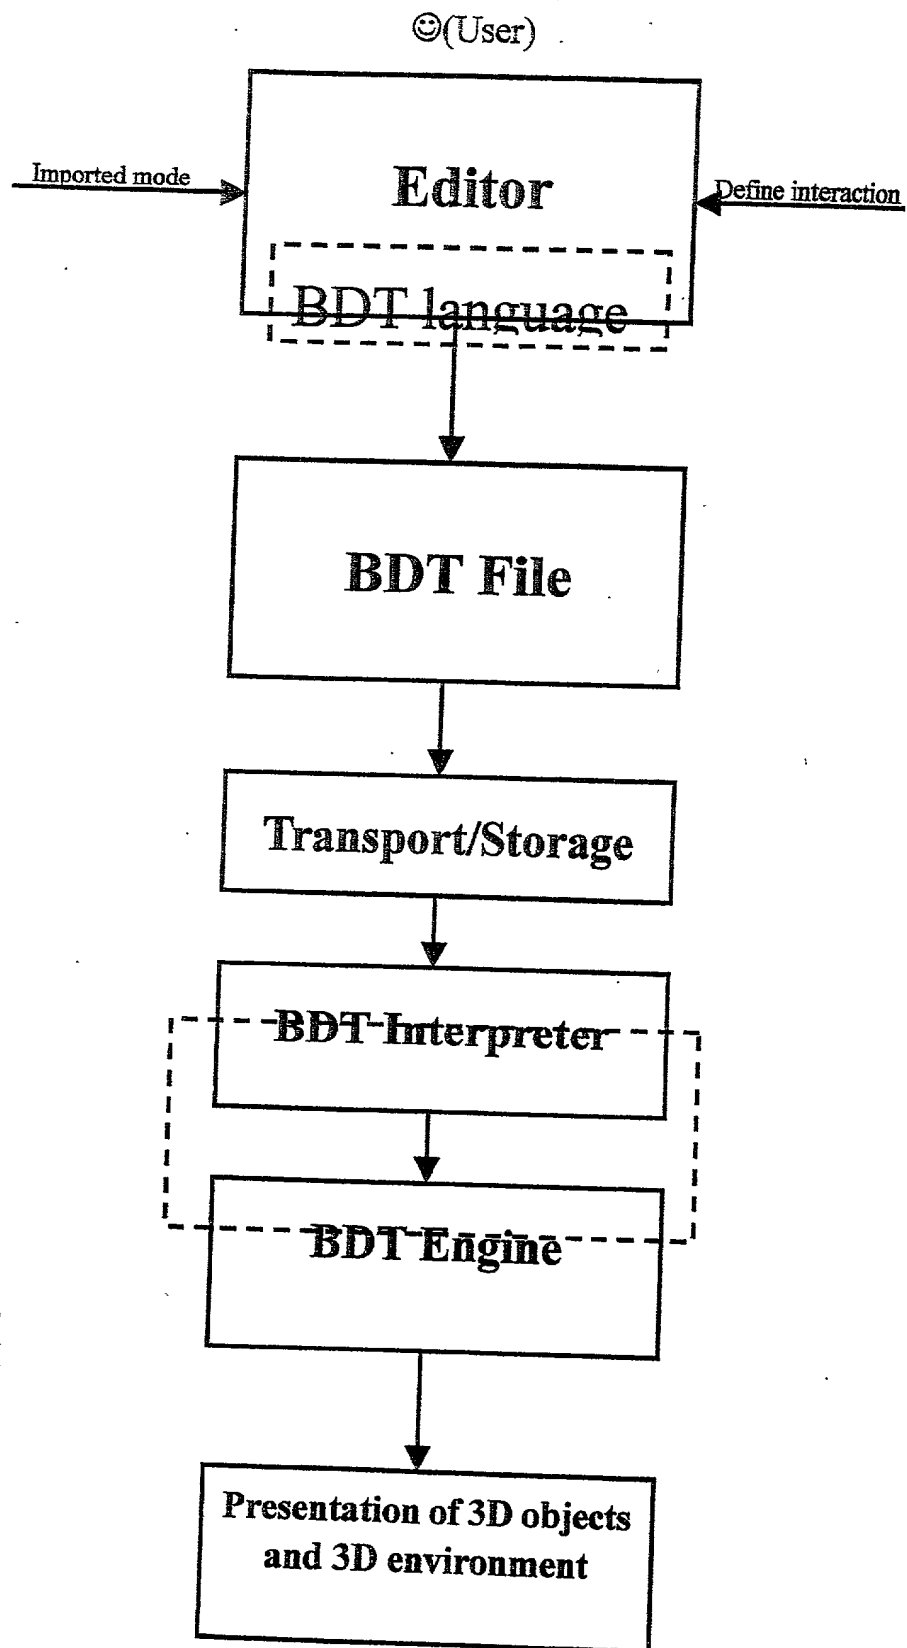 ☺(User)
Imported mode
Editor
Define interaction
BDT language
BDT File
Transport/Storage
BDT Interpreter
BDT Engine
Presentation of 3D objects
and 3D environment